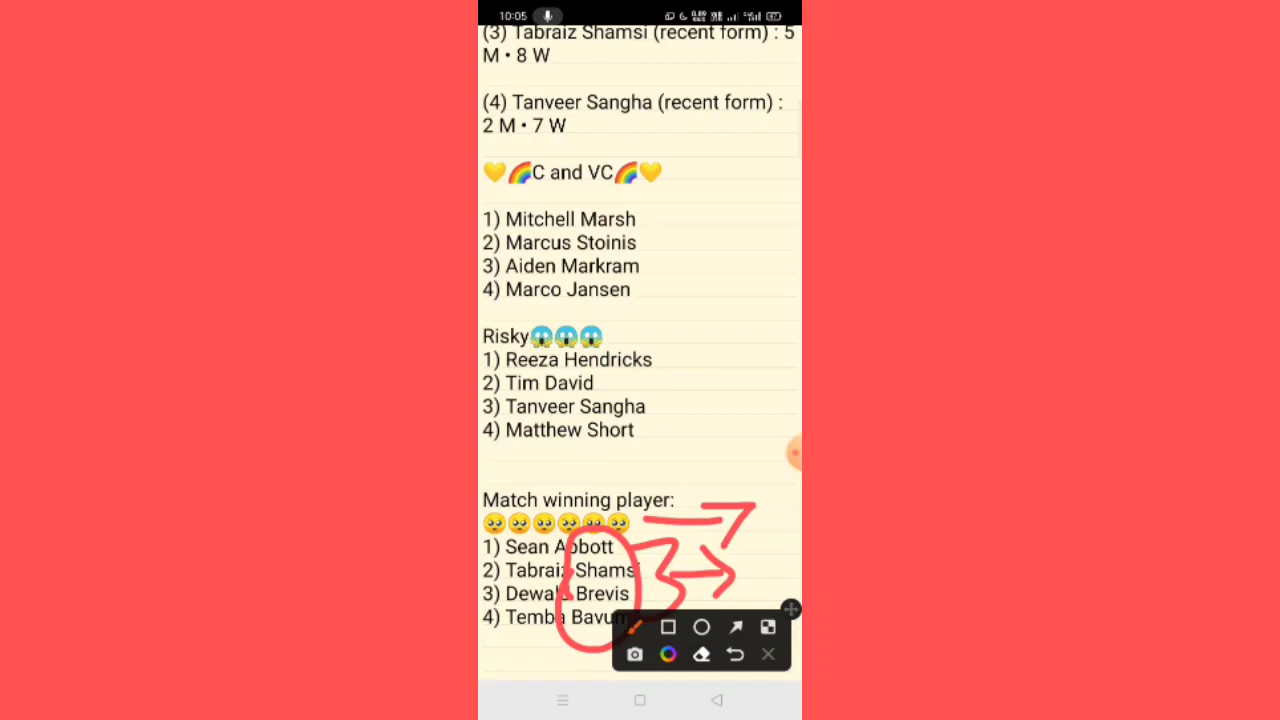 10:05
0.09
47
(3) Tabraiz Shamsi (recent form) : 5
M • 8 W
(4) Tanveer Sangha (recent form) :
2 M • 7 W
💛🌈C and VC🌈💛
1) Mitchell Marsh
2) Marcus Stoinis
3) Aiden Markram
4) Marco Jansen
Risky😱😱😱
1) Reeza Hendricks
2) Tim David
3) Tanveer Sangha
4) Matthew Short
Match winning player:
🥺🥺🥺🥺🥺🥺
1) Sean Abbott
2) Tabraiz Shamsi
3) Dewald Brevis
4) Temba Bavuma